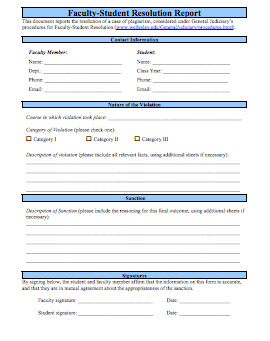 Faculty-Student Resolution Report
This document reports the resolution of a case of plagiarism, considered under General Judiciary's
procedures for Faculty-Student Resolution (www.wellesley.edu/GeneralJudiciary/procedures.html).
Contact Information
Faculty Member: Student:
Name: Name:
Dept.: Class Year:
Phone: Phone:
Email: Email:
Nature of the Violation
Course in which violation took place:
Category of Violation (please check one):
Category I Category II Category III
Description of violation (please include all relevant facts, using additional sheets if necessary):
Sanction
Description of Sanction (please include the reasoning for this final outcome, using additional sheets if
necessary):
Signatures
By signing below, the student and faculty member affirm that the information on this form is accurate,
and that they are in mutual agreement about the appropriateness of the sanction.
Faculty signature: Date:
Student signature: Date: